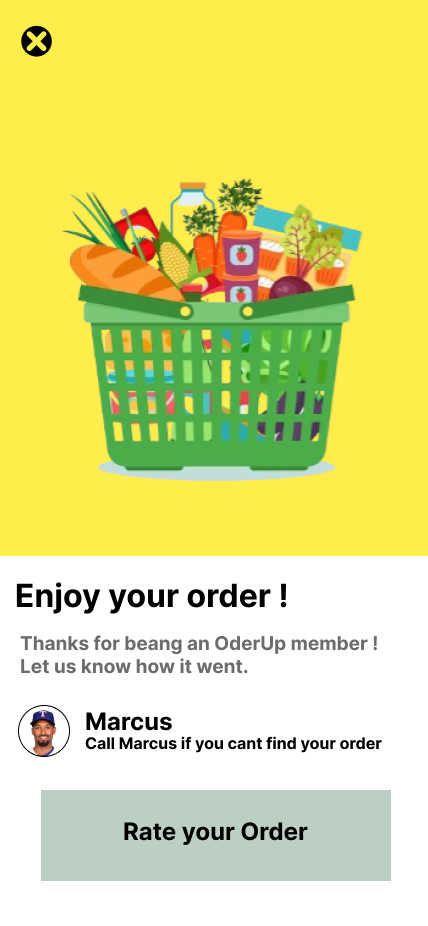 Enjoy your order !
Thanks for beang an OderUp member !
Let us know how it went.
Marcus
Call Marcus if you cant find your order
Rate your Order